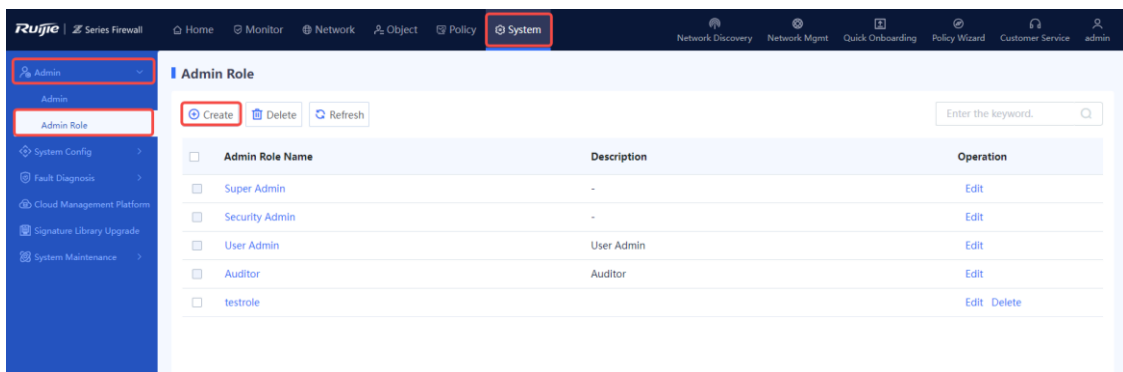 Ruijie | Z Series Firewall Home Monitor Network Object Policy System Network Discovery Network Mgmt Quick Onboarding Policy Wizard Customer Service admin
Admin
Admin
Admin Role
System Config
Fault Diagnosis
Cloud Management Platform
Signature Library Upgrade
System Maintenance
Admin Role
Create Delete Refresh Enter the keyword.
Admin Role Name Description Operation
Super Admin - Edit
Security Admin - Edit
User Admin User Admin Edit
Auditor Auditor Edit
testrole Edit Delete